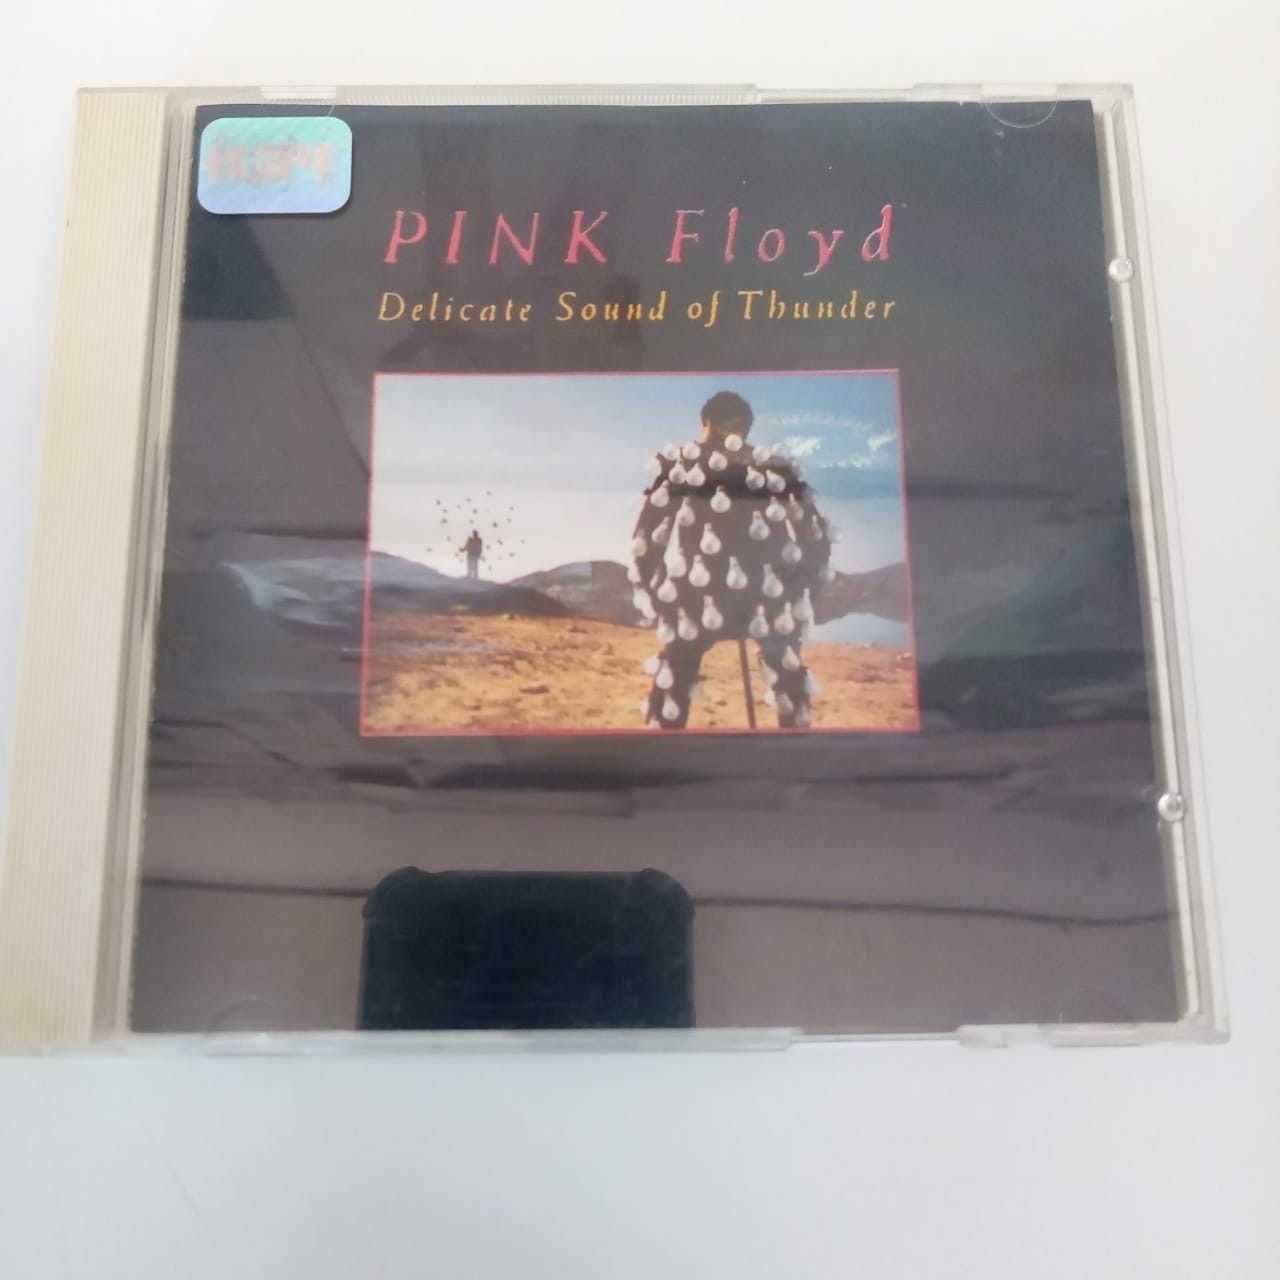 PINK Floyd
Delicate Sound of Thunder